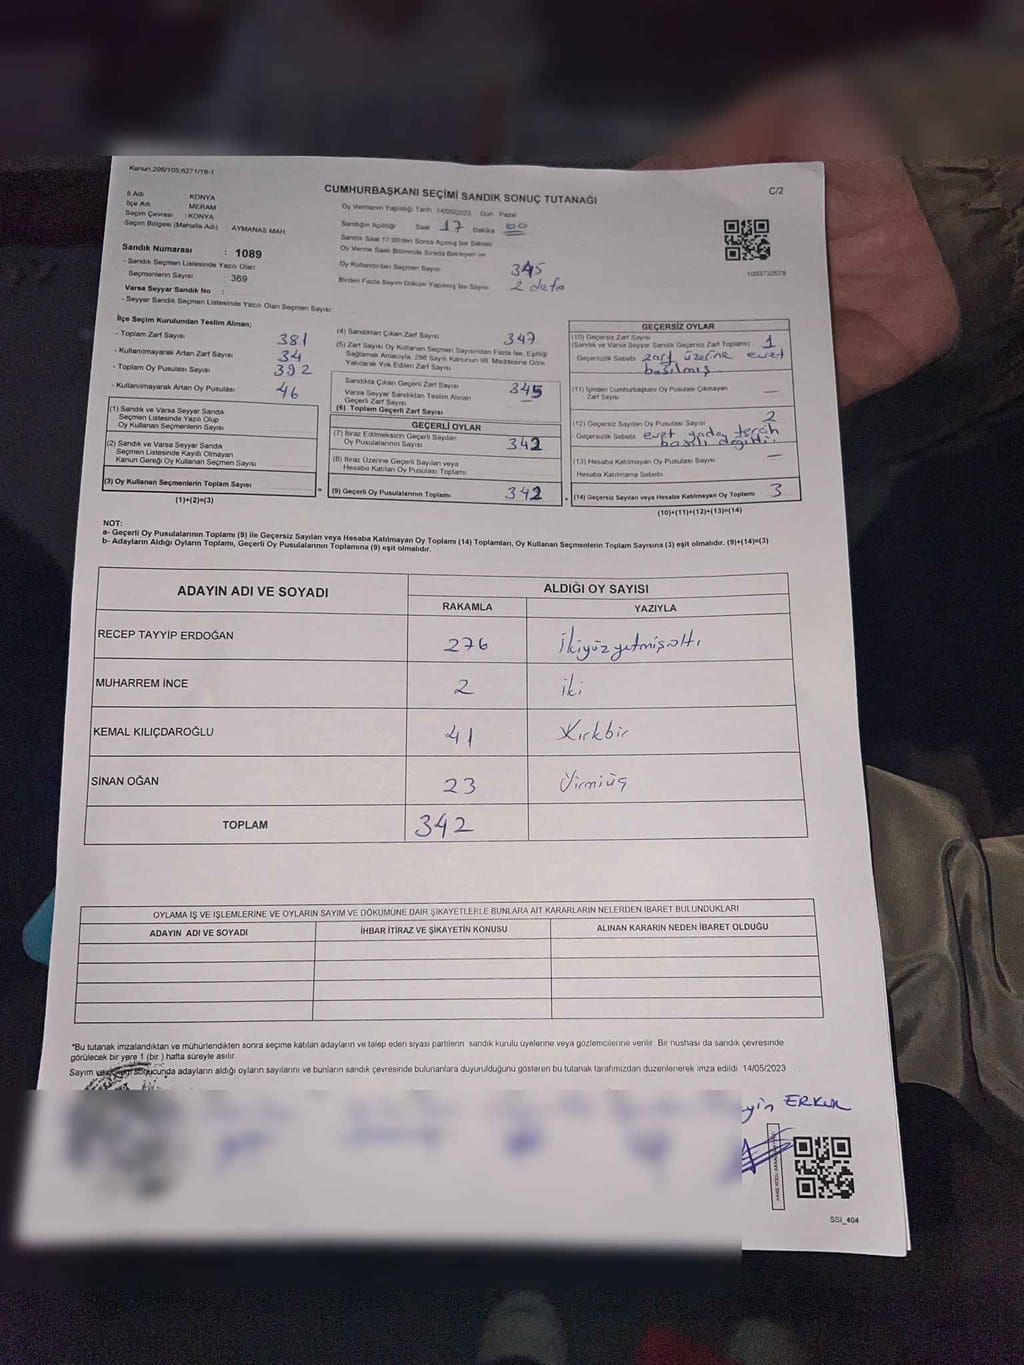 Kanun:298/105;6271/16-1
CUMHURBAŞKANI SEÇİMİ SANDIK SONUÇ TUTANAĞI
C/2
İl Adı KONYA
İlçe Adı MERAM
Seçim Çevresi :KONYA
Seçim Bölgesi (Mahalle Adı) : AYMANAS MAH
Sandık Numarası : 1089
- Sandık Seçmen Listesinde Yazılı Olan
Seçmenlerin Sayısı : 369
Varsa Seyyar Sandık No :
- Seyyar Sandık Seçmen Listesinde Yazılı Olan Seçmen Sayısı:
Oy Vermenin Yapıldığı Tarih :14/05/2023 Gün Pazar
Sandığın Açıldığı Saat 17 Dakika 00
Sandık Saat 17:00'den Sonra Açılmış İse Sebebi
Oy Verme Saati Bitiminde Sırada Bekleyen ve
Oy Kullandırılan Seçmen Sayısı 345
Birden Fazla Sayım Döküm Yapılmış İse Sayısı 2 defa
1093732578
İlçe Seçim Kurulundan Teslim Alınan;
- Toplam Zarf Sayısı 381
- Kullanılmayarak Artan Zarf Sayısı 34
- Toplam Oy Pusulası Sayısı 392
- Kullanılmayarak Artan Oy Pusulası 46
(1) Sandık ve Varsa Seyyar Sandık
Seçmen Listesinde Yazılı Olup
Oy Kullanan Seçmenlerin Sayısı
(2) Sandık ve Varsa Seyyar Sandık
Seçmen Listesinde Kaydı Olmayan
Kanun Gereği Oy Kullanan Seçmen Sayısı
(3) Oy Kullanan Seçmenlerin Toplam Sayısı
(1)+(2)=(3)
(4) Sandıktan Çıkan Zarf Sayısı 347
(5) Zarf Sayısı Oy Kullanan Seçmen Sayısından Fazla İse, Eşitliği
Sağlamak Amacıyla, 298 Sayılı Kanunun 98. Maddesine Göre
Yakılarak Yok Edilen Zarf Sayısı
Sandıkta Çıkan Geçerli Zarf Sayısı 345
Varsa Seyyar Sandıktan Teslim Alınan
Geçerli Zarf Sayısı
(6) Toplam Geçerli Zarf Sayısı
GEÇERLİ OYLAR
(7) İtiraz Edilmeksizin Geçerli Sayılan
Oy Pusulalarının Sayısı 342
(8) İtiraz Üzerine Geçerli Sayılan veya
Hesaba Katılan Oy Pusulası Toplamı
= (9) Geçerli Oy Pusulalarının Toplamı 342
GEÇERSİZ OYLAR
(10) Geçersiz Zarf Sayısı
(Sandık ve Varsa Seyyar Sandık Geçersiz Zarf Toplamı) 1
- Geçersizlik Sebebi: zarf üzerine evet
basılmış
(11) İçinden Cumhurbaşkanı Oy Pusulası Çıkmayan
Zarf Sayısı —
(12) Geçersiz Sayılan Oy Pusulası Sayısı 2
- Geçersizlik Sebebi: evet yada tercih
basılı değildi
(13) Hesaba Katılmayan Oy Pusulası Sayısı —
Hesaba Katılmama Sebebi
+ (14) Geçersiz Sayılan veya Hesaba Katılmayan Oy Toplamı 3
(10)+(11)+(12)+(13)=(14)
NOT:
a- Geçerli Oy Pusulalarının Toplamı (9) ile Geçersiz Sayılan veya Hesaba Katılmayan Oy Toplamı (14) Toplamları, Oy Kullanan Seçmenlerin Toplam Sayısına (3) eşit olmalıdır. (9)+(14)=(3)
b- Adayların Aldığı Oyların Toplamı, Geçerli Oy Pusulalarının Toplamına (9) eşit olmalıdır.
ADAYIN ADI VE SOYADI
ALDIĞI OY SAYISI
RAKAMLA YAZIYLA
RECEP TAYYİP ERDOĞAN 276 İkiyüzyetmişaltı
MUHARREM İNCE 2 iki
KEMAL KILIÇDAROĞLU 41 Kırkbir
SİNAN OĞAN 23 Yirmiüç
TOPLAM 342
OYLAMA İŞ VE İŞLEMLERİNE VE OYLARIN SAYIM VE DÖKÜMÜNE DAİR ŞİKAYETLERLE BUNLARA AİT KARARLARIN NELERDEN İBARET BULUNDUKLARI
ADAYIN ADI VE SOYADI İHBAR İTİRAZ VE ŞİKAYETİN KONUSU ALINAN KARARIN NEDEN İBARET OLDUĞU
*Bu tutanak imzalandıktan ve mühürlendikten sonra seçime katılan adayların ve talep eden siyası partilerin sandık kurulu üyelerine veya gözlemcilerine verilir. Bir nüshası da sandık çevresinde
görülecek bir yere 1 (bir ) hafta süreyle asılır.
Sayım ve sonucunda adayların aldığı oyların sayılarını ve bunların sandık çevresinde bulunanlara duyurulduğunu gösteren bu tutanak tarafımızdan düzenlenerek imza edildi. 14/05/2023
ERKUL
SSI_404